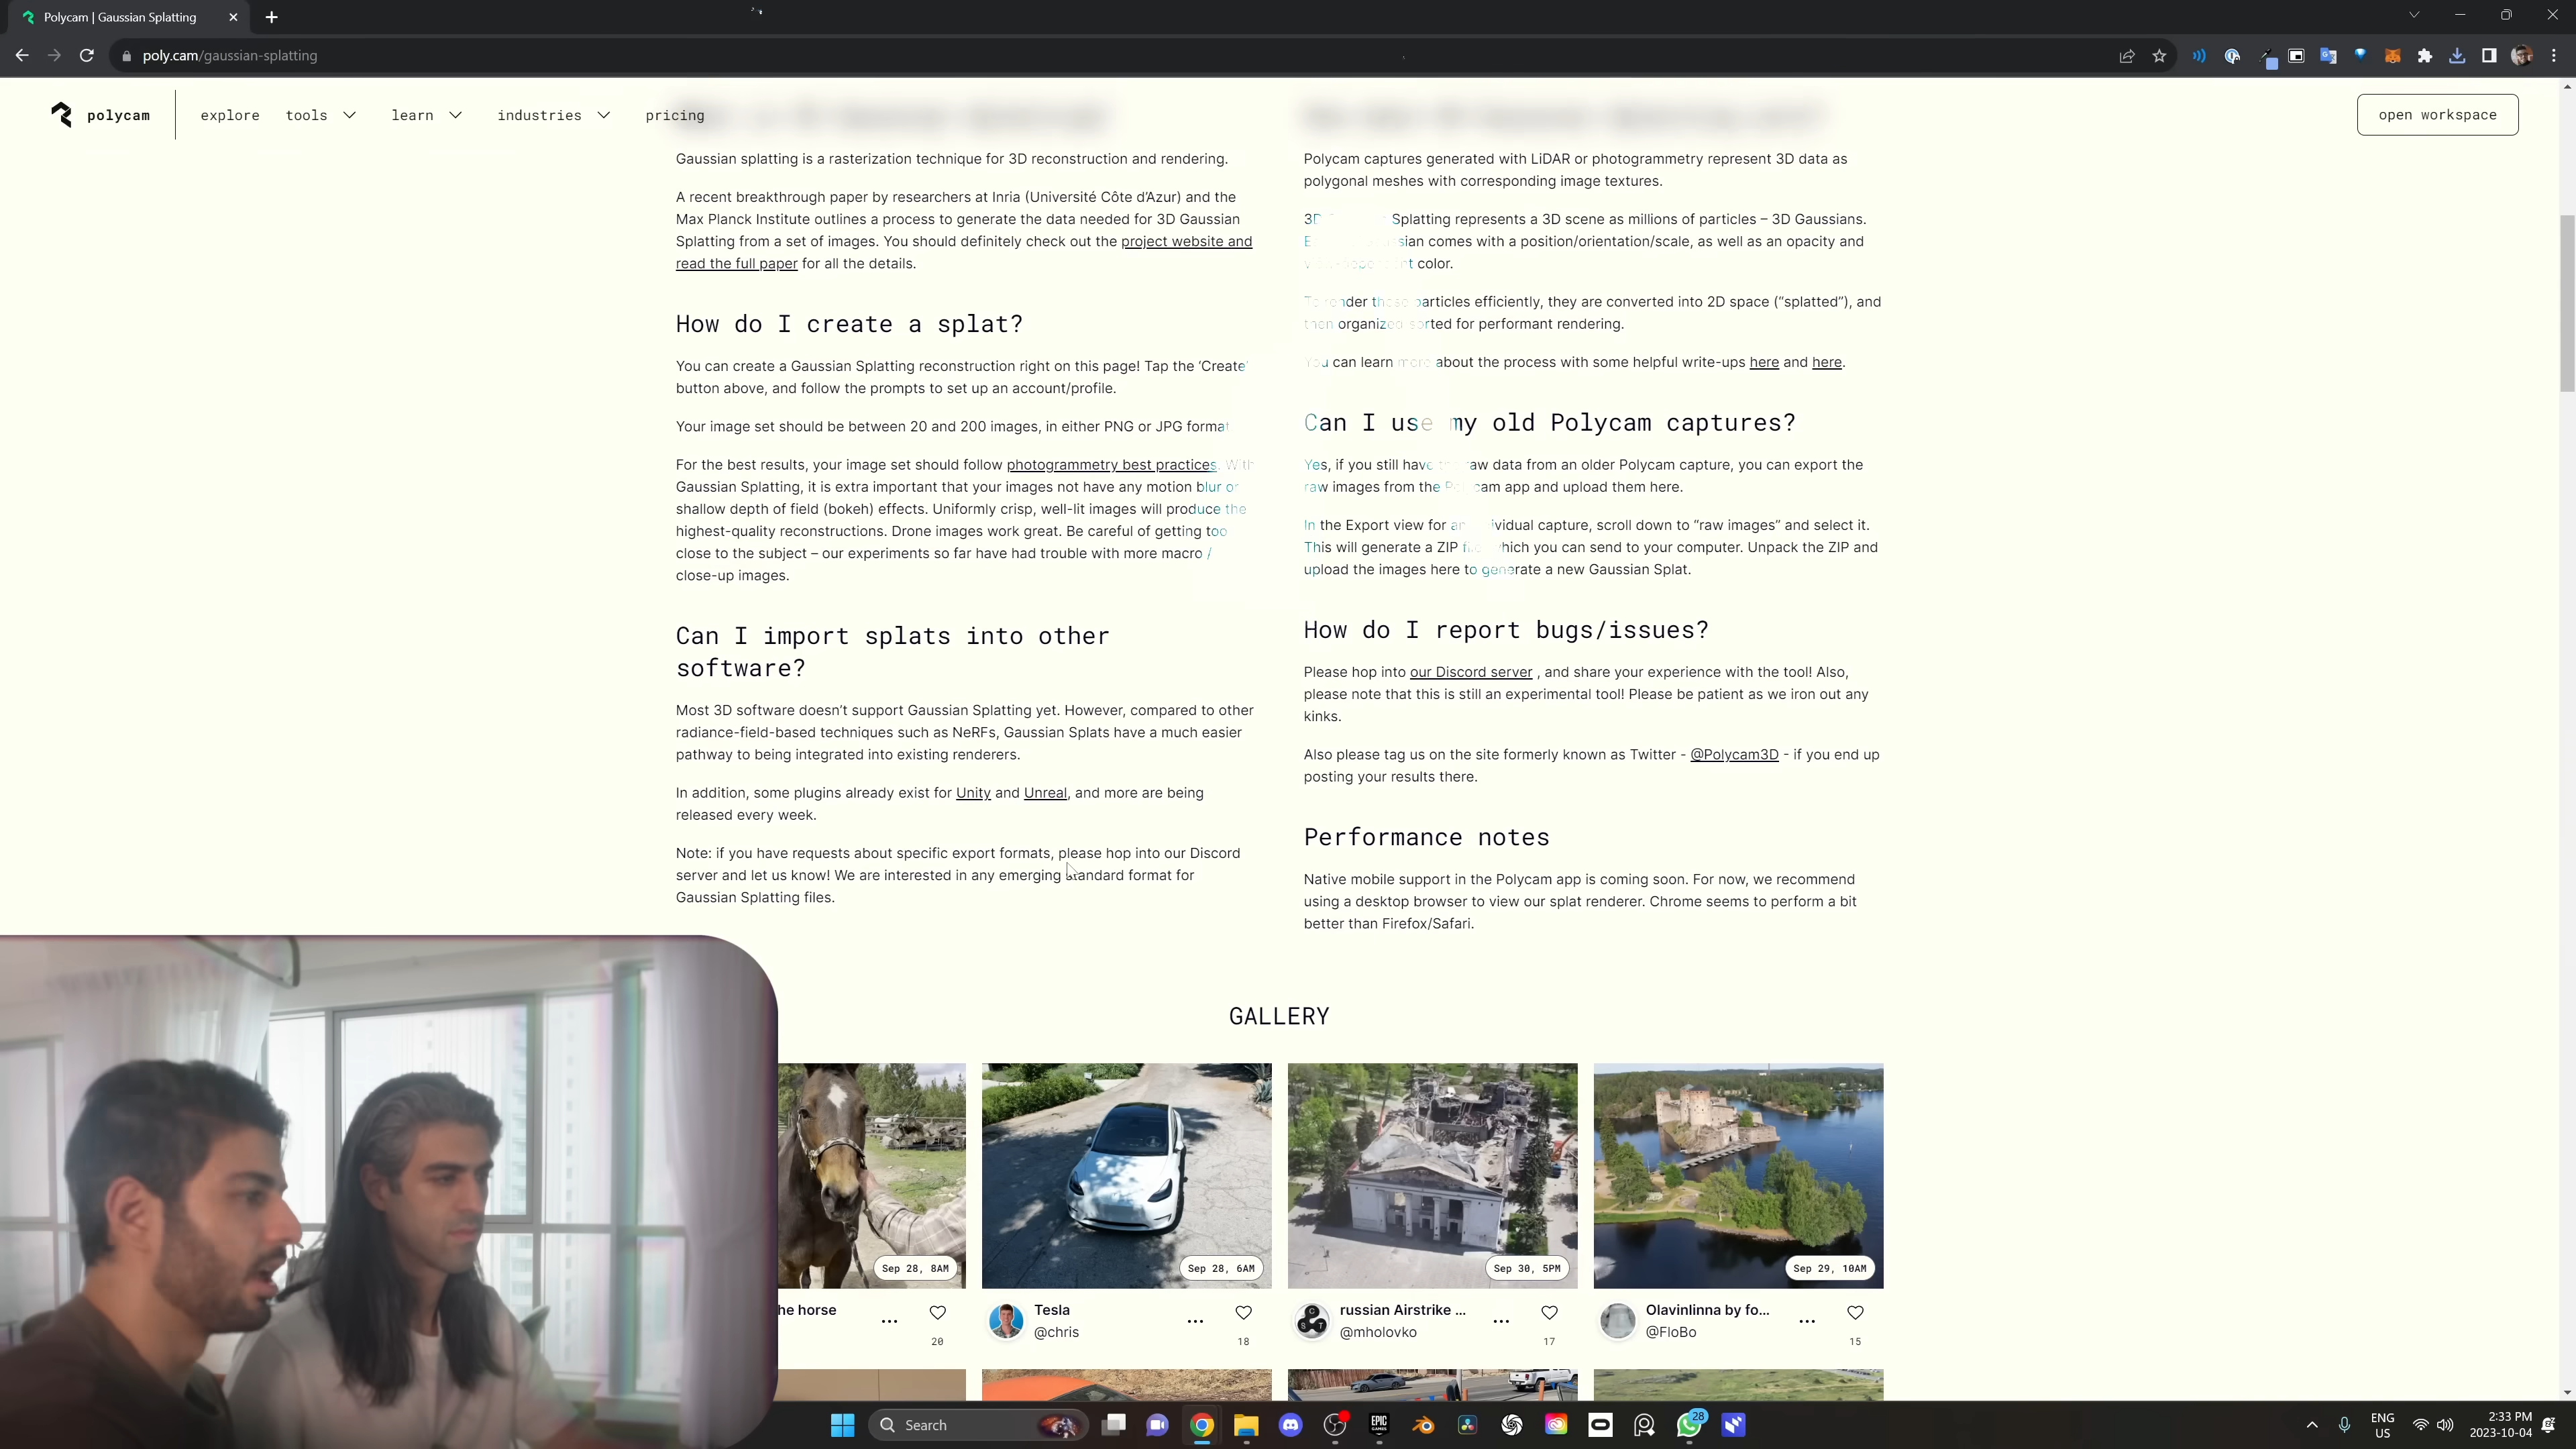 Polycam | Gaussian Splatting
poly.cam/gaussian-splatting
polycam
explore
tools
learn
industries
pricing
open workspace
Gaussian splatting is a rasterization technique for 3D reconstruction and rendering.
A recent breakthrough paper by researchers at Inria (Université Côte d’Azur) and the
Max Planck Institute outlines a process to generate the data needed for 3D Gaussian
Splatting from a set of images. You should definitely check out the project website and
read the full paper for all the details.
How do I create a splat?
You can create a Gaussian Splatting reconstruction right on this page! Tap the ‘Create’
button above, and follow the prompts to set up an account/profile.
Your image set should be between 20 and 200 images, in either PNG or JPG format
For the best results, your image set should follow photogrammetry best practices. With
Gaussian Splatting, it is extra important that your images not have any motion blur or
shallow depth of field (bokeh) effects. Uniformly crisp, well-lit images will produce the
highest-quality reconstructions. Drone images work great. Be careful of getting too
close to the subject – our experiments so far have had trouble with more macro /
close-up images.
Can I import splats into other
software?
Most 3D software doesn’t support Gaussian Splatting yet. However, compared to other
radiance-field-based techniques such as NeRFs, Gaussian Splats have a much easier
pathway to being integrated into existing renderers.
In addition, some plugins already exist for Unity and Unreal, and more are being
released every week.
Note: if you have requests about specific export formats, please hop into our Discord
server and let us know! We are interested in any emerging standard format for
Gaussian Splatting files.
Polycam captures generated with LiDAR or photogrammetry represent 3D data as
polygonal meshes with corresponding image textures.
3D Splatting represents a 3D scene as millions of particles – 3D Gaussians.
comes with a position/orientation/scale, as well as an opacity and
color.
To render these particles efficiently, they are converted into 2D space (“splatted”), and
then organized sorted for performant rendering.
You can learn more about the process with some helpful write-ups here and here.
Can I use my old Polycam captures?
Yes, if you still have the raw data from an older Polycam capture, you can export the
raw images from the Polycam app and upload them here.
In the Export view for an individual capture, scroll down to “raw images” and select it.
This will generate a ZIP file which you can send to your computer. Unpack the ZIP and
upload the images here to generate a new Gaussian Splat.
How do I report bugs/issues?
Please hop into our Discord server , and share your experience with the tool! Also,
please note that this is still an experimental tool! Please be patient as we iron out any
kinks.
Also please tag us on the site formerly known as Twitter - @Polycam3D - if you end up
posting your results there.
Performance notes
Native mobile support in the Polycam app is coming soon. For now, we recommend
using a desktop browser to view our splat renderer. Chrome seems to perform a bit
better than Firefox/Safari.
GALLERY
Sep 28, 8AM
Sep 28, 6AM
Sep 30, 5PM
Sep 29, 10AM
he horse
20
Tesla
@chris
18
russian Airstrike ...
@mholovko
17
Olavinlinna by fo...
@FloBo
15
Search
EPIC
GAMES
28
ENG
US
2:33 PM
2023-10-04